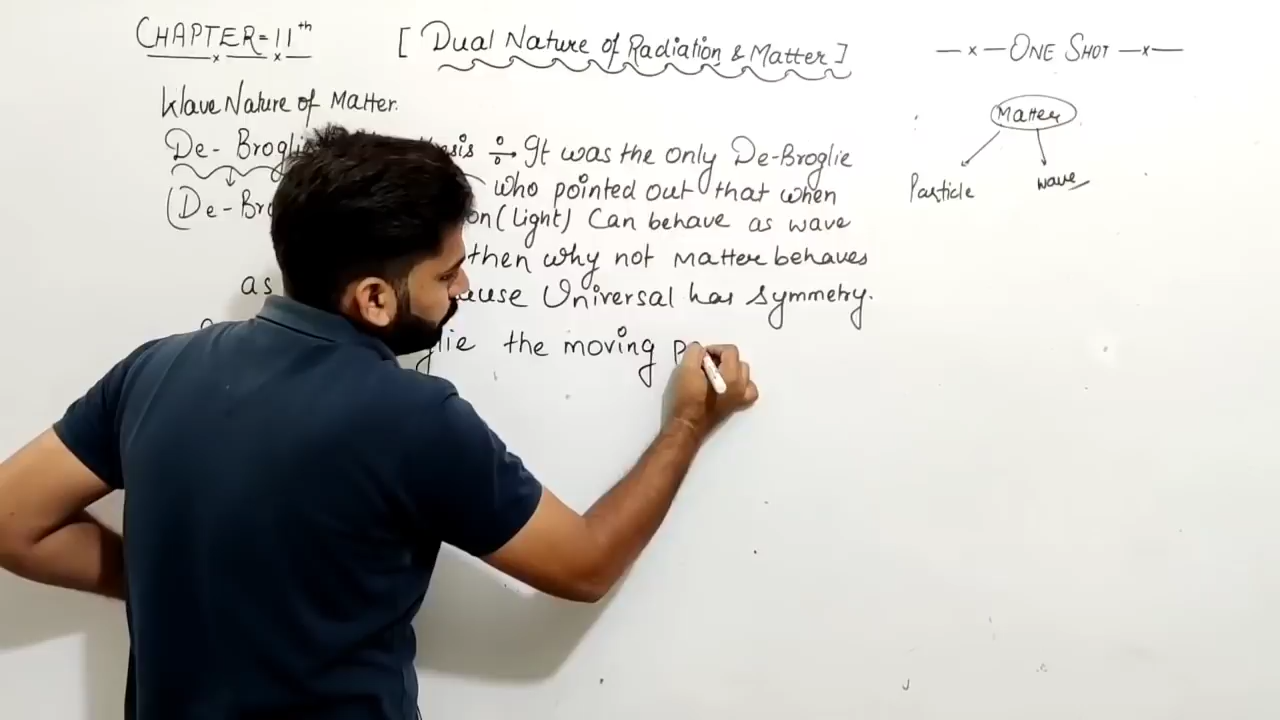 CHAPTER-11th
[ Dual Nature of Radiation & Matter ]
—x— ONE SHOT —x—
Wave Nature of Matter.
Matter
Particle
wave
De-Broglie It was the only De-Broglie
who pointed out that when
(light) Can behave as wave
then why not matter behaves
as Universal has symmetry.
the moving